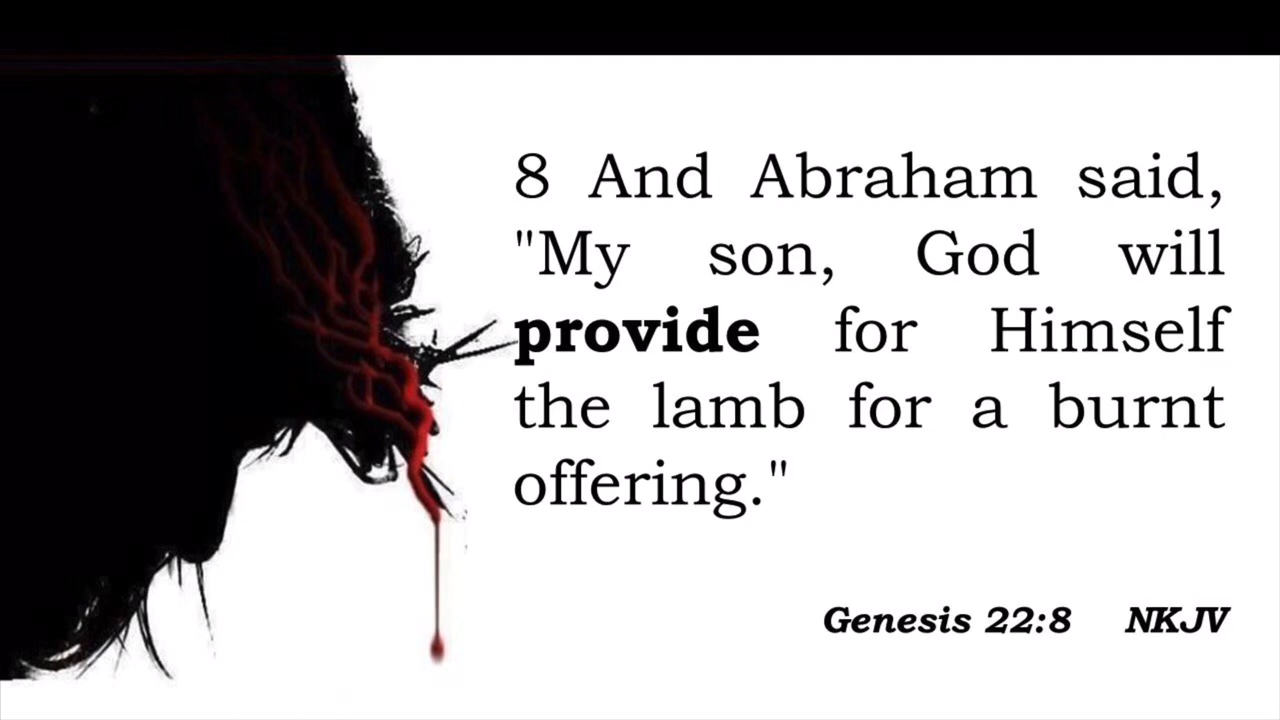 8 And Abraham said,
"My son, God will
provide for Himself
the lamb for a burnt
offering."
Genesis 22:8 NKJV